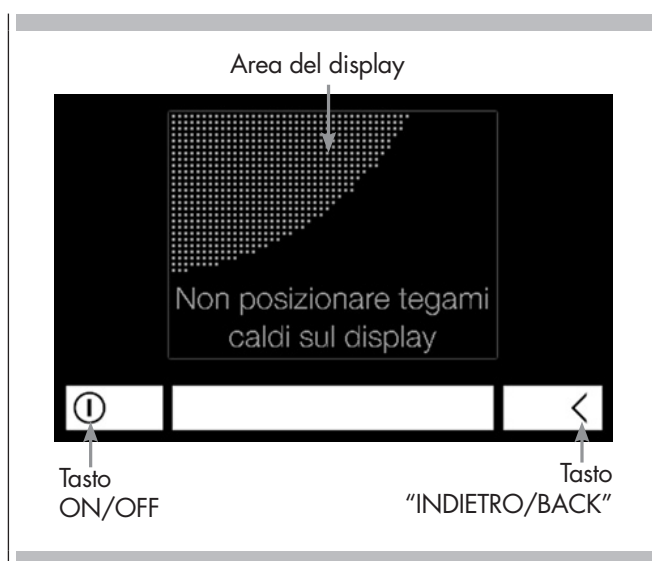 Area del display
Non posizionare tegami
caldi sul display
Tasto
ON/OFF
Tasto
"INDIETRO/BACK"